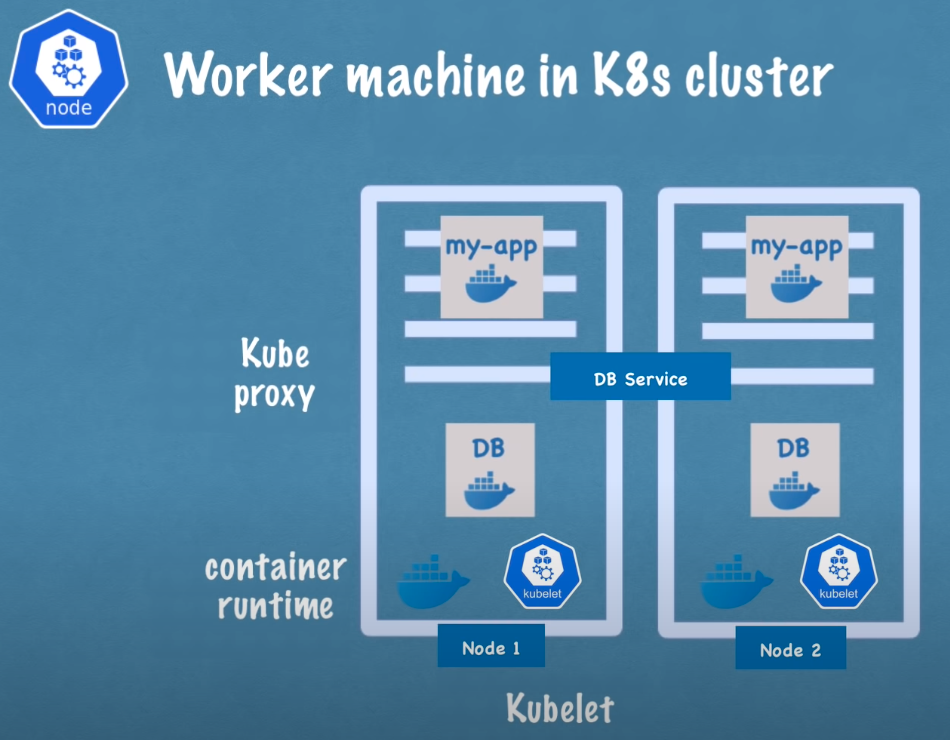 node
Worker machine in K8s cluster
my-app
my-app
Kube
proxy
DB Service
DB
DB
container
runtime
kubelet
kubelet
Node 1
Node 2
Kubelet